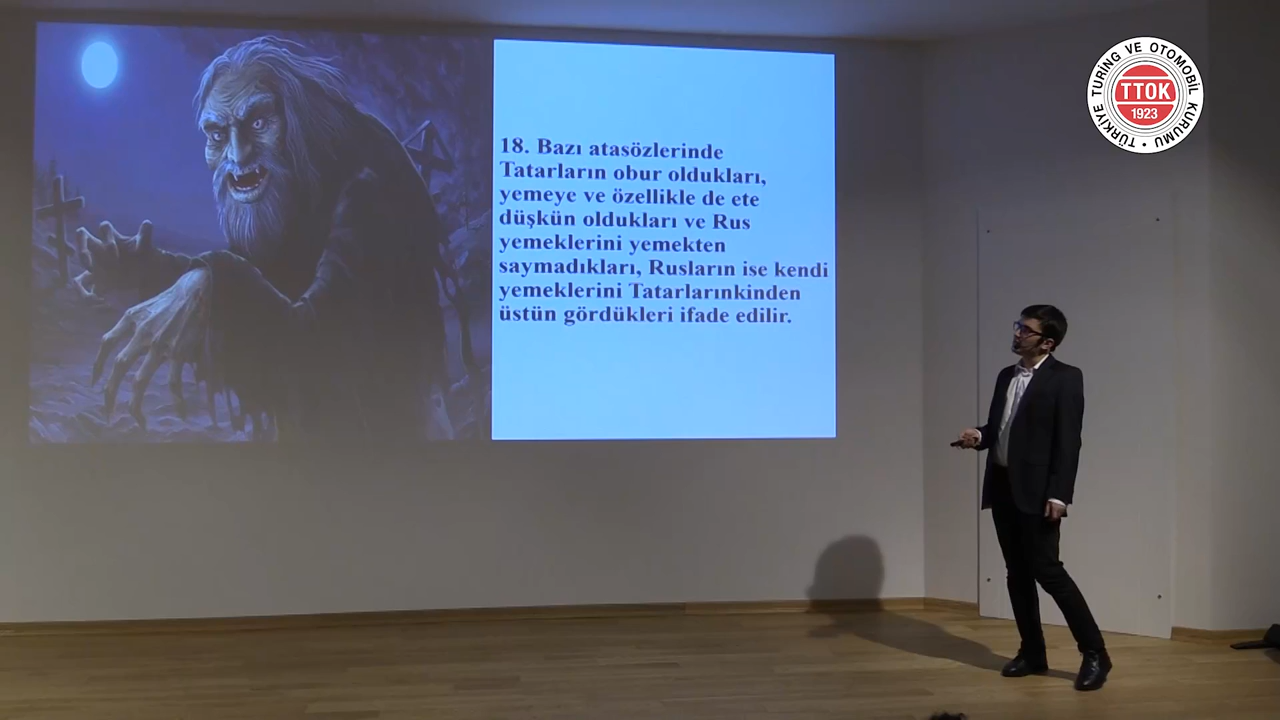 18. Bazı atasözlerinde
Tatarların obur oldukları,
yemeye ve özellikle de ete
düşkün oldukları ve Rus
yemeklerini yemekten
saymadıkları, Rusların ise kendi
yemeklerini Tatarlarınkinden
üstün gördükleri ifade edilir.
TÜRKİYE TURİNG VE OTOMOBİL KURUMU
TTOK
1923